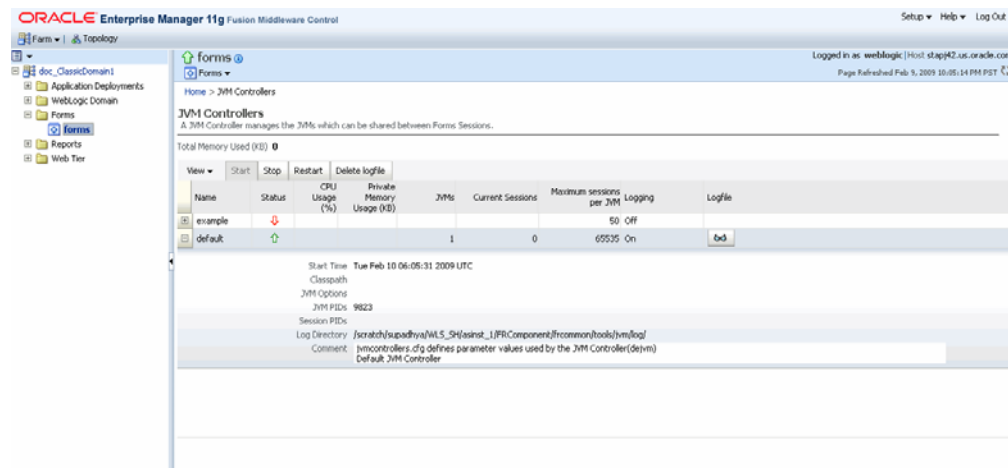 ORACLE Enterprise Manager 11g Fusion Middleware Control
Setup Help Log Out
Farm Topology
doc_ClassicDomain1
Application Deployments
WebLogic Domain
Forms
forms
Reports
Web Tier
forms
Forms
Logged in as weblogic|Host stapj42.us.oracle.com
Page Refreshed Feb 9, 2009 10:05:14 PM PST
Home > JVM Controllers
JVM Controllers
A JVM Controller manages the JVMs which can be shared between Forms Sessions.
Total Memory Used (KB) 0
View Start Stop Restart Delete logfile
Name Status CPU Usage (%) Private Memory Usage (KB) JVMs Current Sessions Maximum sessions per JVM Logging Logfile
example 50 Off
default 1 0 65535 On
Start Time Tue Feb 10 06:05:31 2009 UTC
Classpath
JVM Options
JVM PIDs 9823
Session PIDs
Log Directory /scratch/supadhya/WLS_SH/asinst_1/FRComponent/frcommon/tools/jvm/log/
Comment jvmcontrollers.cfg defines parameter values used by the JVM Controller(dejvm)
Default JVM Controller